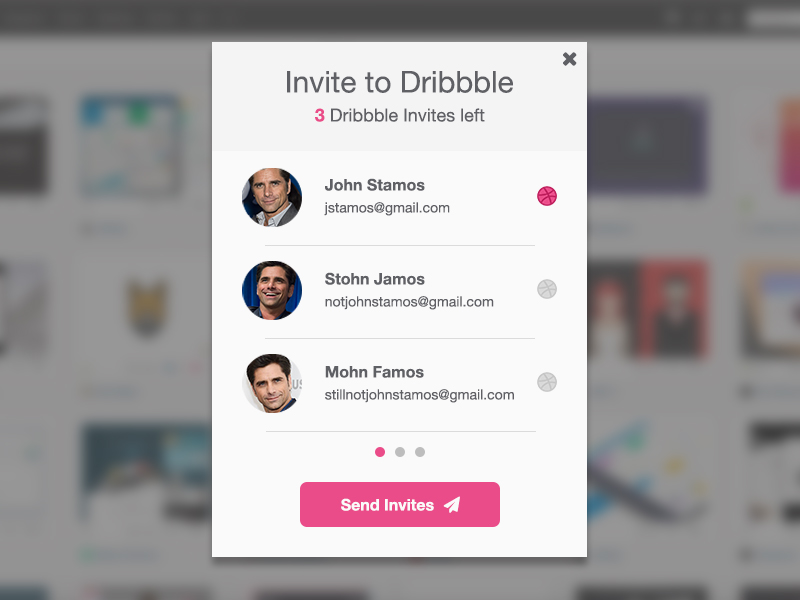 Invite to Dribbble
3 Dribbble Invites left
John Stamos
jstamos@gmail.com
Stohn Jamos
notjohnstamos@gmail.com
Mohn Famos
stillnotjohnstamos@gmail.com
Send Invites